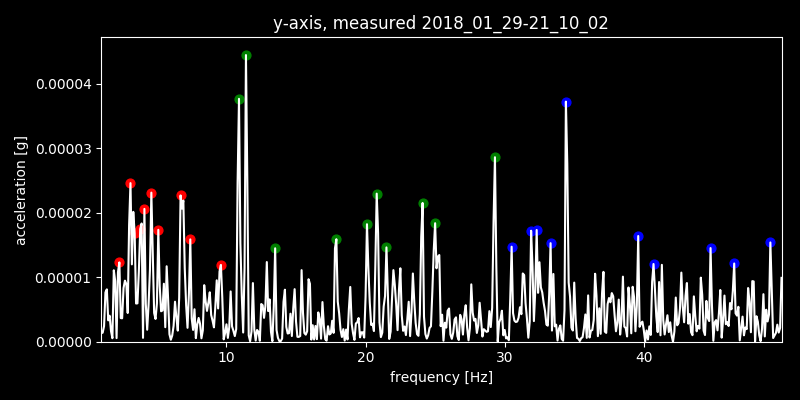 y-axis, measured 2018_01_29-21_10_02
0.00004
0.00003
0.00002
0.00001
0.00000
acceleration [g]
10 20 30 40
frequency [Hz]